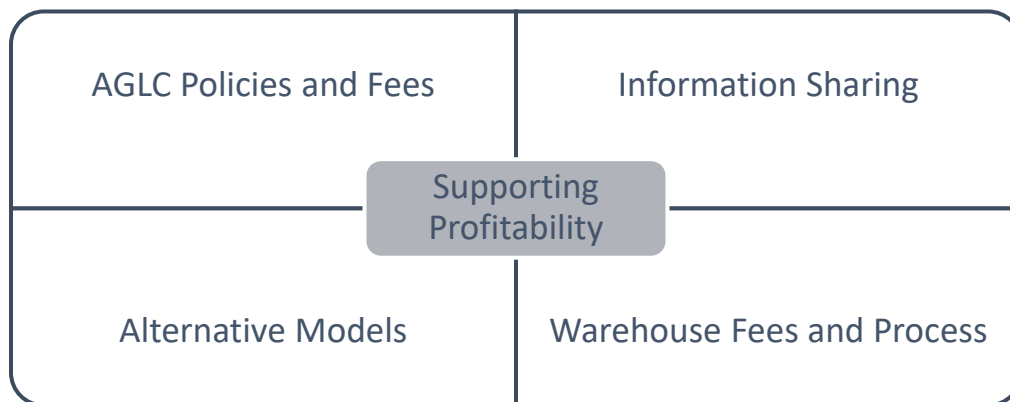 AGLC Policies and Fees
Information Sharing
Supporting
Profitability
Alternative Models
Warehouse Fees and Process